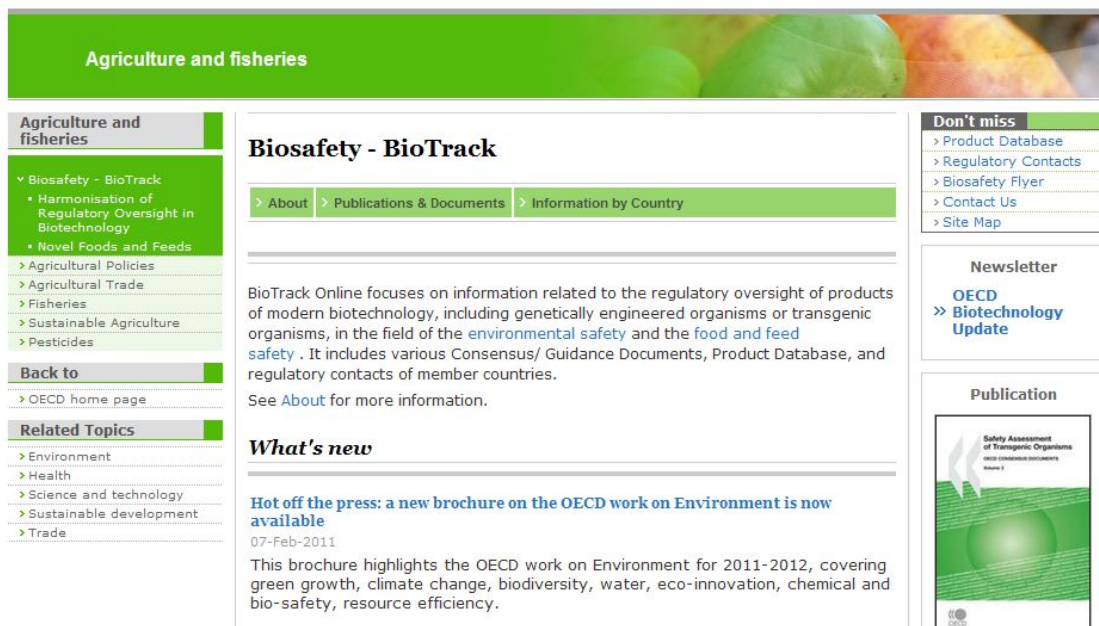 Agriculture and fisheries
Agriculture and
fisheries
Biosafety - BioTrack
Harmonisation of
Regulatory Oversight in
Biotechnology
Novel Foods and Feeds
Agricultural Policies
Agricultural Trade
Fisheries
Sustainable Agriculture
Pesticides
Back to
OECD home page
Related Topics
Environment
Health
Science and technology
Sustainable development
Trade
Biosafety - BioTrack
About > Publications & Documents > Information by Country
BioTrack Online focuses on information related to the regulatory oversight of products
of modern biotechnology, including genetically engineered organisms or transgenic
organisms, in the field of the environmental safety and the food and feed
safety . It includes various Consensus/ Guidance Documents, Product Database, and
regulatory contacts of member countries.
See About for more information.
What's new
Hot off the press: a new brochure on the OECD work on Environment is now
available
07-Feb-2011
This brochure highlights the OECD work on Environment for 2011-2012, covering
green growth, climate change, biodiversity, water, eco-innovation, chemical and
bio-safety, resource efficiency.
Don't miss
Product Database
Regulatory Contacts
Biosafety Flyer
Contact Us
Site Map
Newsletter
OECD
» Biotechnology
Update
Publication
Safety Assessment
of Transgenic Organisms
OECD CONSENSUS DOCUMENTS
Volume 3
OECD